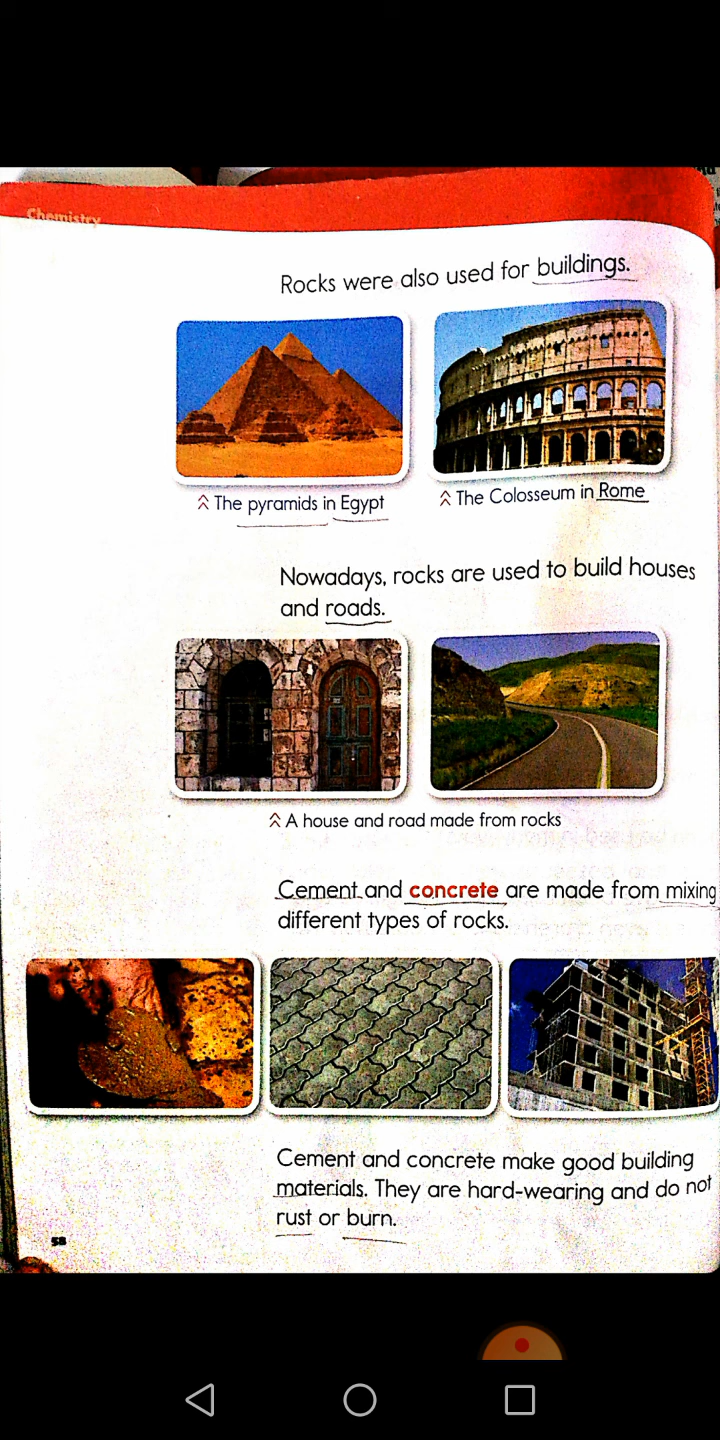 Chemistry
Rocks were also used for buildings.
The pyramids in Egypt
The Colosseum in Rome
Nowadays, rocks are used to build houses
and roads.
A house and road made from rocks
Cement and concrete are made from mixing
different types of rocks.
Cement and concrete make good building
materials. They are hard-wearing and do not
rust or burn.
58